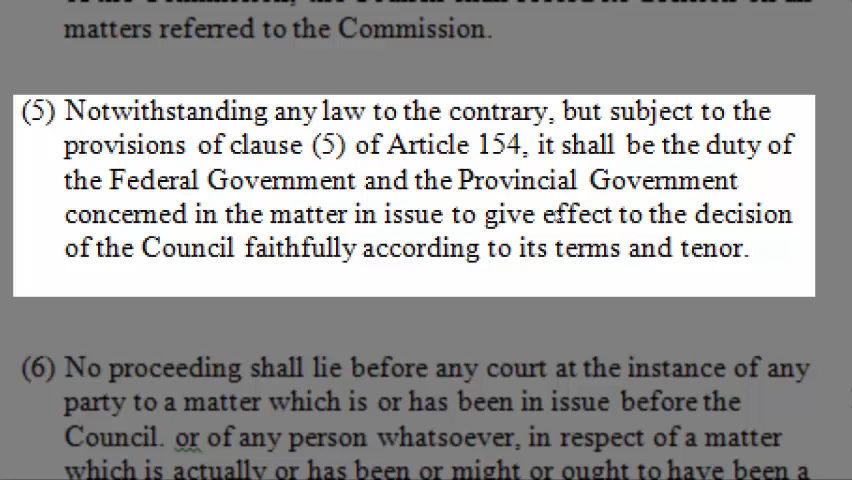 matters referred to the Commission.
(5) Notwithstanding any law to the contrary, but subject to the
provisions of clause (5) of Article 154, it shall be the duty of
the Federal Government and the Provincial Government
concerned in the matter in issue to give effect to the decision
of the Council faithfully according to its terms and tenor.
(6) No proceeding shall lie before any court at the instance of any
party to a matter which is or has been in issue before the
Council. or of any person whatsoever, in respect of a matter
which is actually or has been or might or ought to have been a